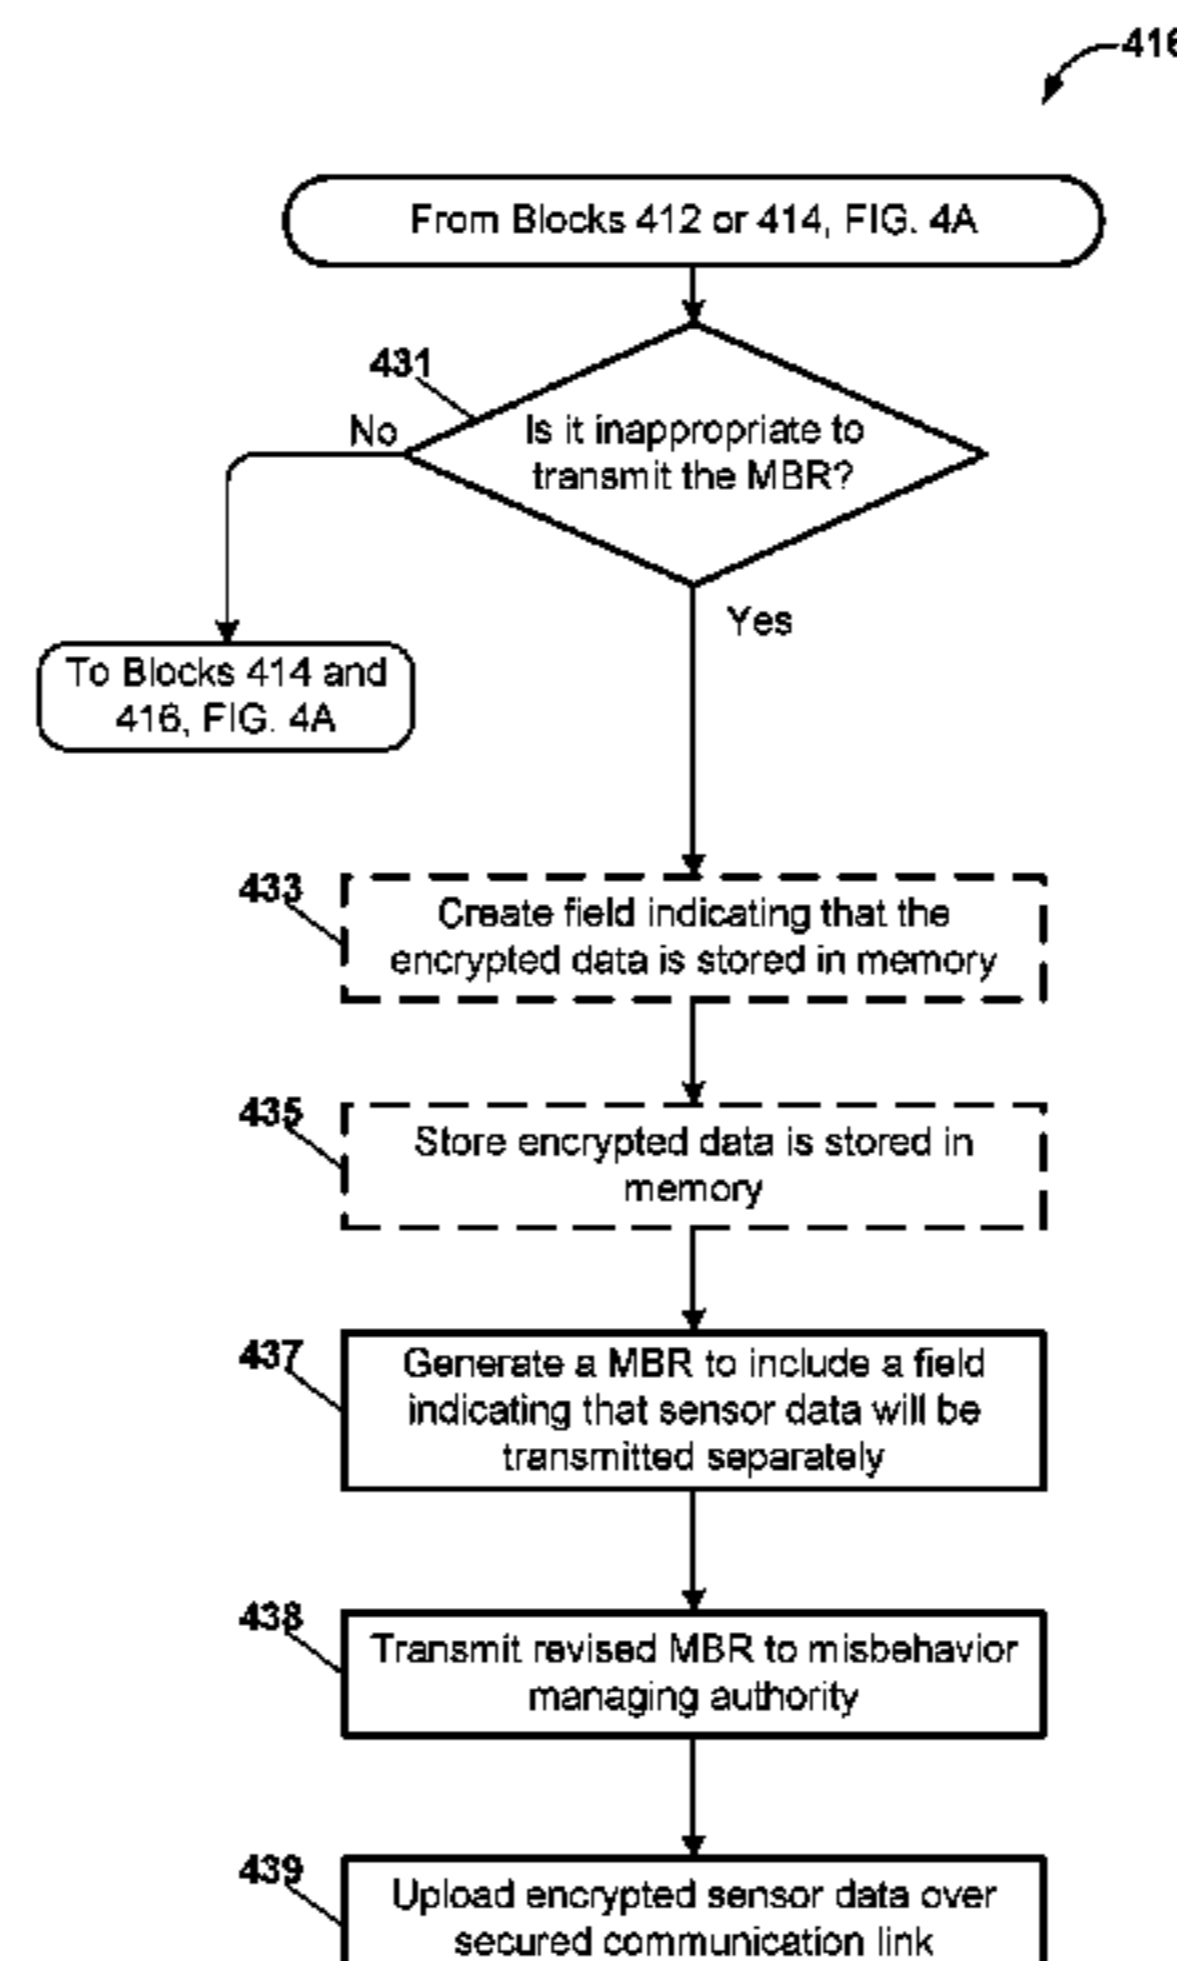 416
From Blocks 412 or 414, FIG. 4A
431
No
Is it inappropriate to
transmit the MBR?
Yes
To Blocks 414 and
416, FIG. 4A
433
Create field indicating that the
encrypted data is stored in memory
435
Store encrypted data is stored in
memory
437
Generate a MBR to include a field
indicating that sensor data will be
transmitted separately
438
Transmit revised MBR to misbehavior
managing authority
439
Upload encrypted sensor data over
secured communication link